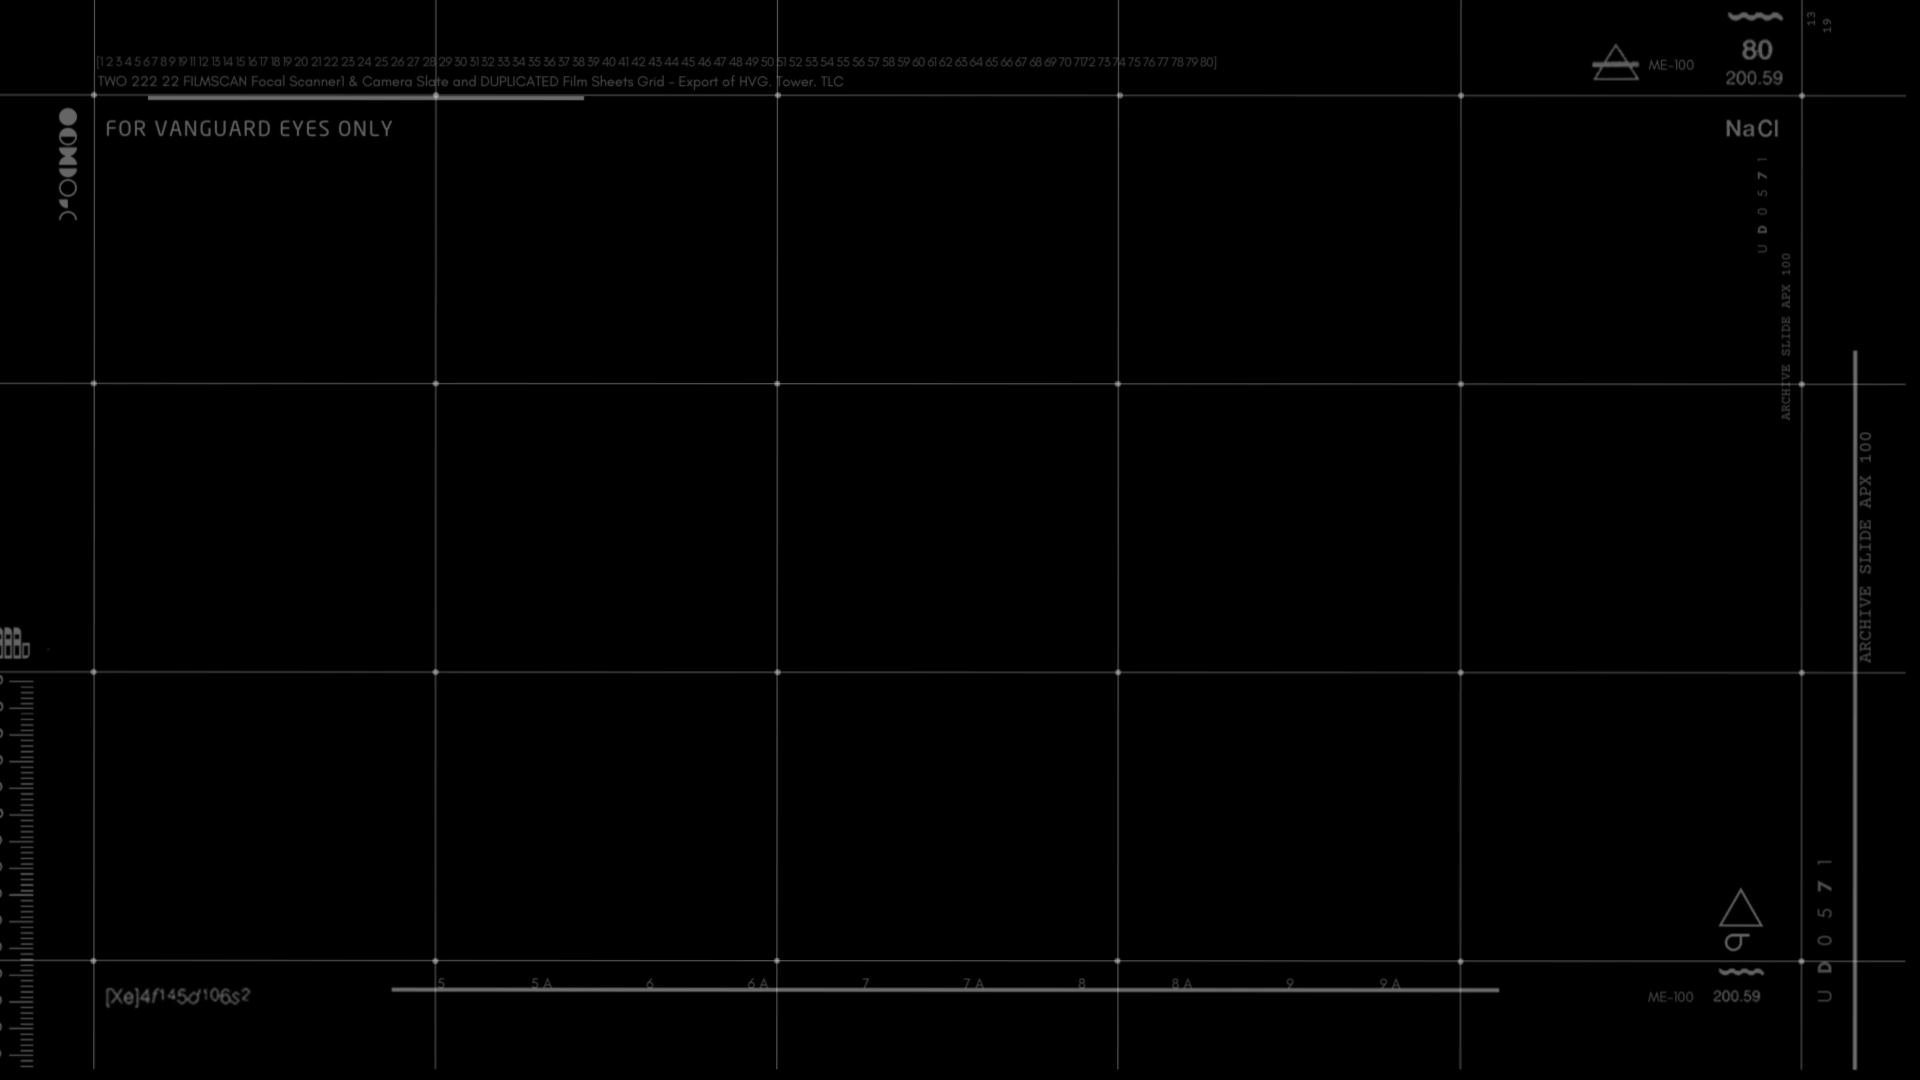 [1 2 3 4 5 6 7 8 9 19 11 12 13 14 15 16 17 18 19 20 21 22 23 24 25 26 27 28 29 30 31 32 33 34 35 36 37 38 39 40 41 42 43 44 45 46 47 48 49 50 51 52 53 54 55 56 57 58 59 60 61 62 63 64 65 66 67 68 69 70 7172 73 74 75 76 77 78 79 80]
TWO 222 22 FILMSCAN Focal Scanner1 & Camera Slate and DUPLICATED Film Sheets Grid - Export of HVG. Tower. TLC
FOR VANGUARD EYES ONLY
ME-100
80
200.59
13
19
NaCl
U D 0 5 7 1
ARCHIVE SLIDE APX 100
ARCHIVE SLIDE APX 100
U D 0 5 7 1
σ
[Xe]4f¹⁴5d¹⁰6s²
5 5 A 6 6 A 7 7 A 8 8 A 9 9 A
ME-100 200.59